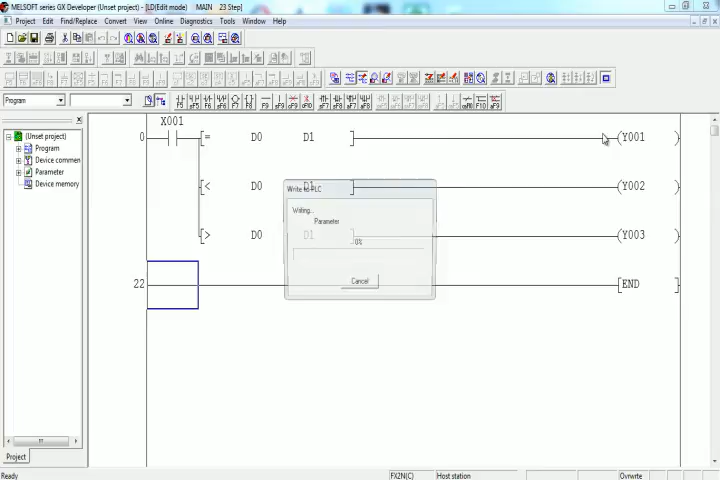 MELSOFT series GX Developer (Unset project) - [LD(Edit mode)    MAIN    23 Step]
Project Edit Find/Replace Convert View Online Diagnostics Tools Window Help
Program
Project
(Unset project)
Program
Device commen
Parameter
Device memory
X001
0 [= D0 D1 ] (Y001 )
[< D0 D1 ] (Y002 )
[> D0 D1 ] (Y003 )
22 [END ]
Write to PLC
Writing...
Parameter
0%
Cancel
Ready FX2N(C) Host station Ovrwrte